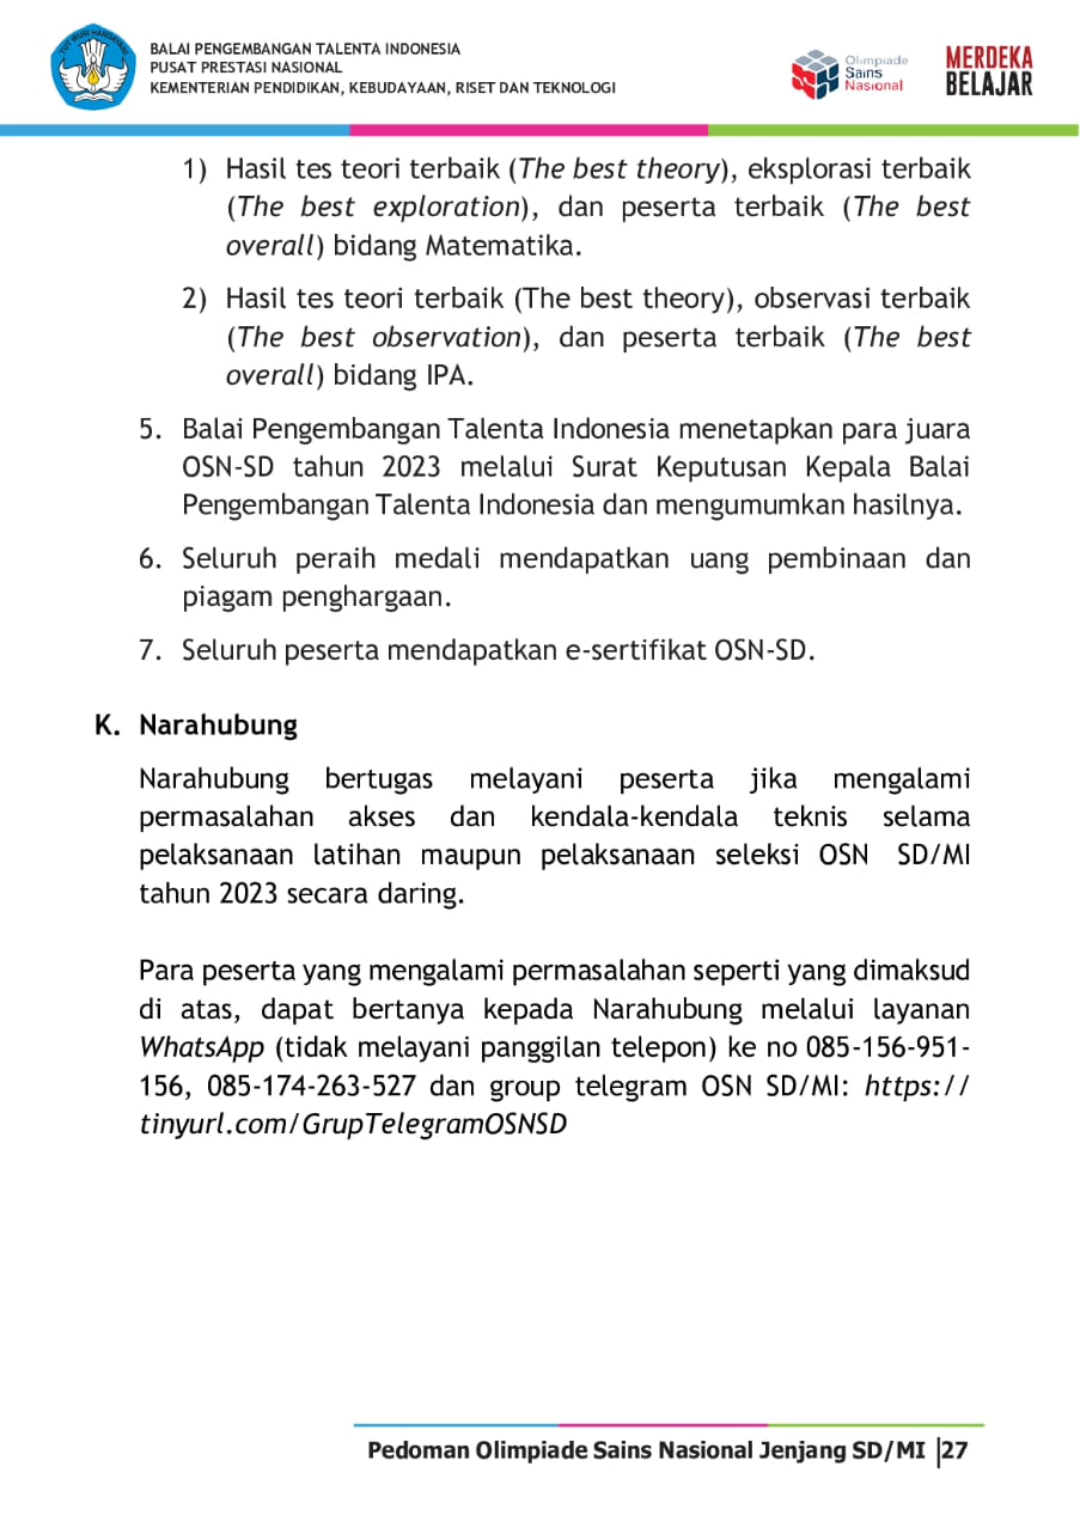 TUT WURI HANDAYANI
BALAI PENGEMBANGAN TALENTA INDONESIA
PUSAT PRESTASI NASIONAL
KEMENTERIAN PENDIDIKAN, KEBUDAYAAN, RISET DAN TEKNOLOGI
Olimpiade
Sains
Nasional
MERDEKA
BELAJAR
1) Hasil tes teori terbaik (The best theory), eksplorasi terbaik
(The best exploration), dan peserta terbaik (The best
overall) bidang Matematika.
2) Hasil tes teori terbaik (The best theory), observasi terbaik
(The best observation), dan peserta terbaik (The best
overall) bidang IPA.
5. Balai Pengembangan Talenta Indonesia menetapkan para juara
OSN-SD tahun 2023 melalui Surat Keputusan Kepala Balai
Pengembangan Talenta Indonesia dan mengumumkan hasilnya.
6. Seluruh peraih medali mendapatkan uang pembinaan dan
piagam penghargaan.
7. Seluruh peserta mendapatkan e-sertifikat OSN-SD.
K. Narahubung
Narahubung bertugas melayani peserta jika mengalami
permasalahan akses dan kendala-kendala teknis selama
pelaksanaan latihan maupun pelaksanaan seleksi OSN SD/MI
tahun 2023 secara daring.
Para peserta yang mengalami permasalahan seperti yang dimaksud
di atas, dapat bertanya kepada Narahubung melalui layanan
WhatsApp (tidak melayani panggilan telepon) ke no 085-156-951-
156, 085-174-263-527 dan group telegram OSN SD/MI: https://
tinyurl.com/GrupTelegramOSNSD
Pedoman Olimpiade Sains Nasional Jenjang SD/MI |27